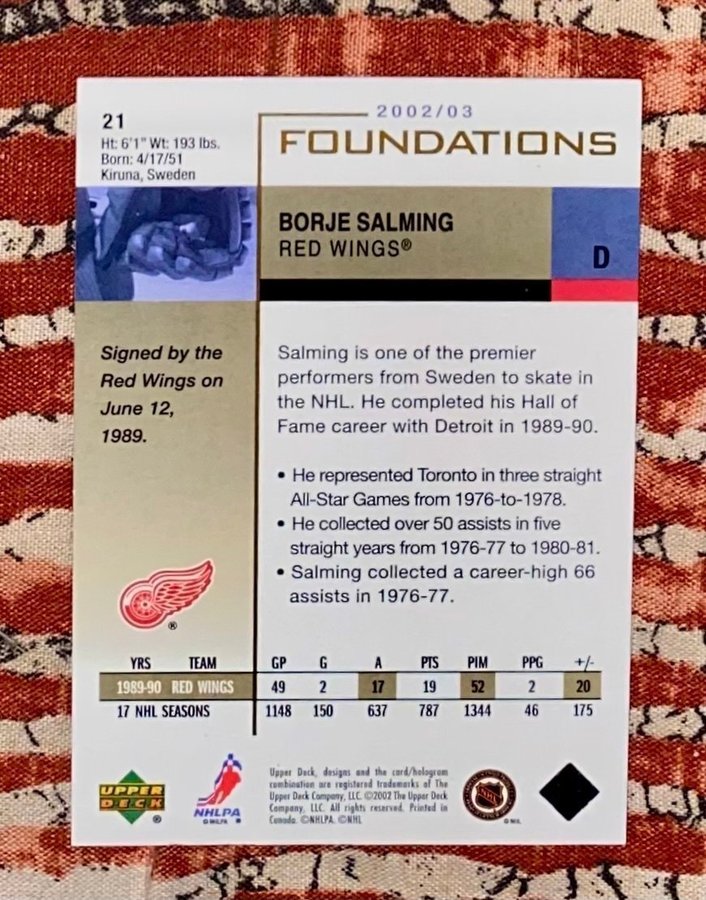 21
Ht: 6'1" Wt: 193 lbs.
Born: 4/17/51
Kiruna, Sweden
2002/03
FOUNDATIONS
BORJE SALMING
RED WINGS®
D
Signed by the
Red Wings on
June 12,
1989.
Salming is one of the premier
performers from Sweden to skate in
the NHL. He completed his Hall of
Fame career with Detroit in 1989-90.
• He represented Toronto in three straight
All-Star Games from 1976-to-1978.
• He collected over 50 assists in five
straight years from 1976-77 to 1980-81.
• Salming collected a career-high 66
assists in 1976-77.
®
YRS TEAM GP G A PTS PIM PPG +/-
1989-90 RED WINGS 49 2 17 19 52 2 20
17 NHL SEASONS 1148 150 637 787 1344 46 175
UPPER
DECK
®
NHLPA
© NHLPA
Upper Deck, designs and the card/hologram
combination are registered trademarks of The
Upper Deck Company, LLC. ©2002 The Upper Deck
Company, LLC. All rights reserved. Printed in
Canada. ©NHLPA. ©NHL
NHL
© NHL